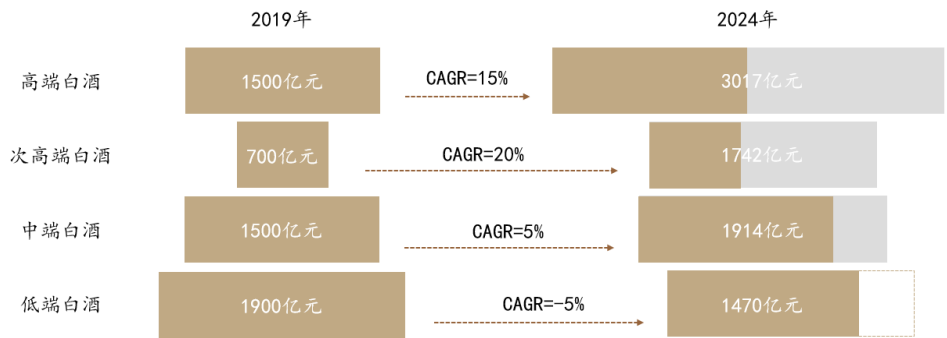 2019年 2024年
高端白酒 1500亿元 CAGR=15% 3017亿元
次高端白酒 700亿元 CAGR=20% 1742亿元
中端白酒 1500亿元 CAGR=5% 1914亿元
低端白酒 1900亿元 CAGR=-5% 1470亿元